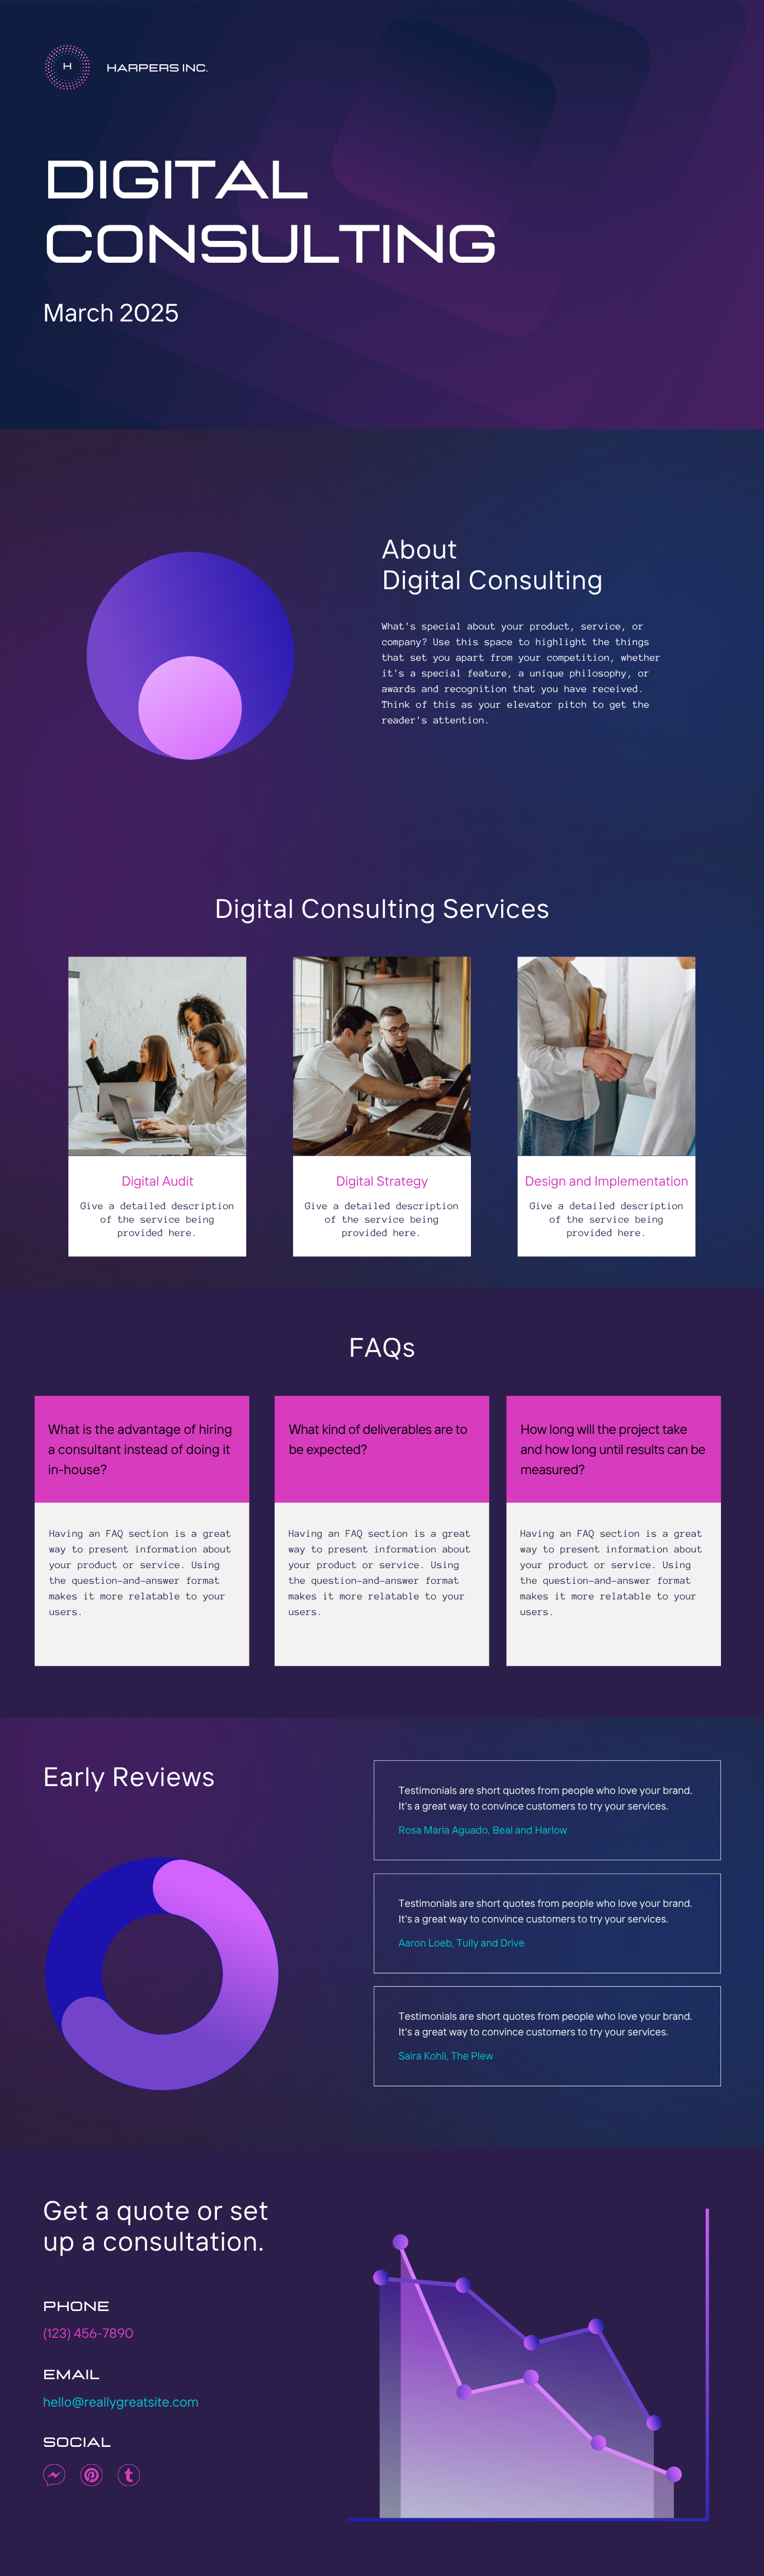 H
HARPERS INC.
DIGITAL
CONSULTING
March 2025
About
Digital Consulting
What's special about your product, service, or
company? Use this space to highlight the things
that set you apart from your competition, whether
it's a special feature, a unique philosophy, or
awards and recognition that you have received.
Think of this as your elevator pitch to get the
reader's attention.
Digital Consulting Services
Digital Audit
Give a detailed description
of the service being
provided here.
Digital Strategy
Give a detailed description
of the service being
provided here.
Design and Implementation
Give a detailed description
of the service being
provided here.
FAQs
What is the advantage of hiring
a consultant instead of doing it
in-house?
Having an FAQ section is a great
way to present information about
your product or service. Using
the question-and-answer format
makes it more relatable to your
users.
What kind of deliverables are to
be expected?
Having an FAQ section is a great
way to present information about
your product or service. Using
the question-and-answer format
makes it more relatable to your
users.
How long will the project take
and how long until results can be
measured?
Having an FAQ section is a great
way to present information about
your product or service. Using
the question-and-answer format
makes it more relatable to your
users.
Early Reviews
Testimonials are short quotes from people who love your brand.
It's a great way to convince customers to try your services.
Rosa Maria Aguado, Beal and Harlow
Testimonials are short quotes from people who love your brand.
It's a great way to convince customers to try your services.
Aaron Loeb, Tully and Drive
Testimonials are short quotes from people who love your brand.
It's a great way to convince customers to try your services.
Saira Kohli, The Plew
Get a quote or set
up a consultation.
PHONE
(123) 456-7890
EMAIL
hello@reallygreatsite.com
SOCIAL